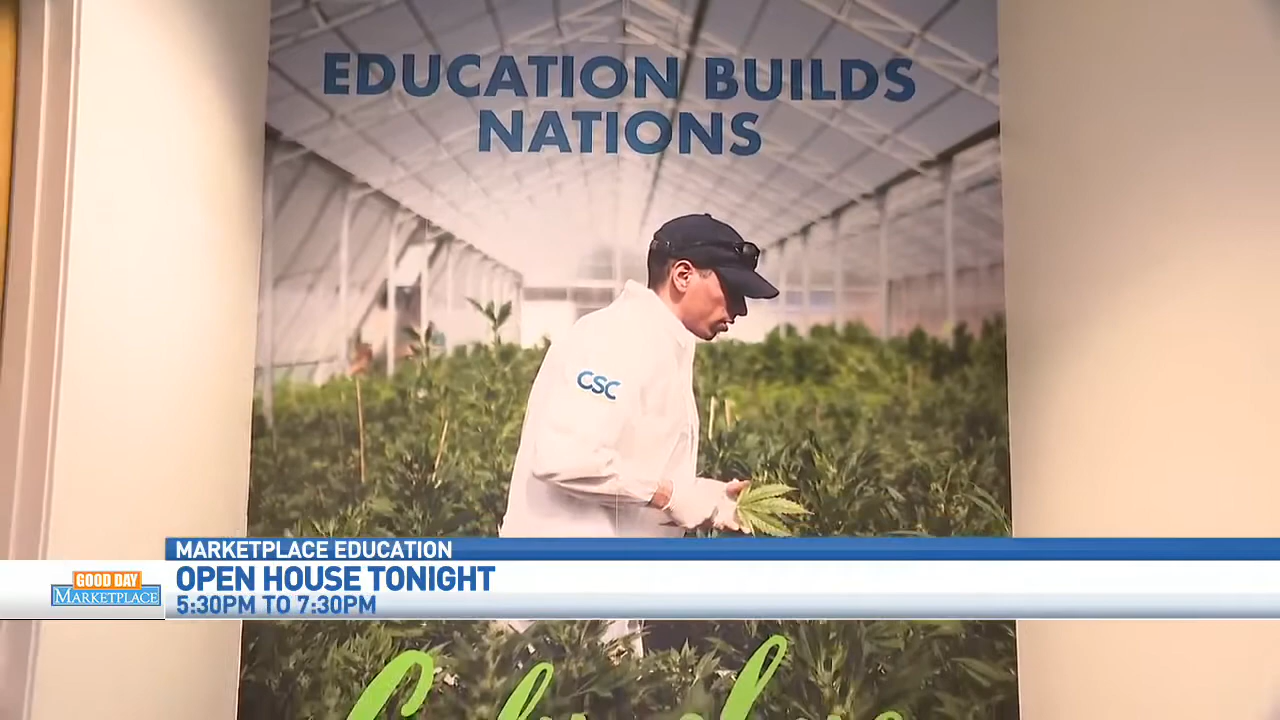 EDUCATION BUILDS
NATIONS
CSC
MARKETPLACE EDUCATION
GOOD DAY
MARKETPLACE
OPEN HOUSE TONIGHT
5:30PM TO 7:30PM